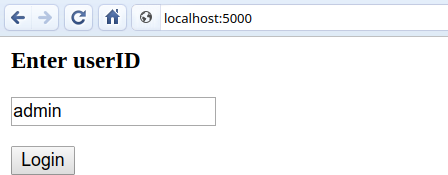 localhost:5000
Enter userID
admin
Login